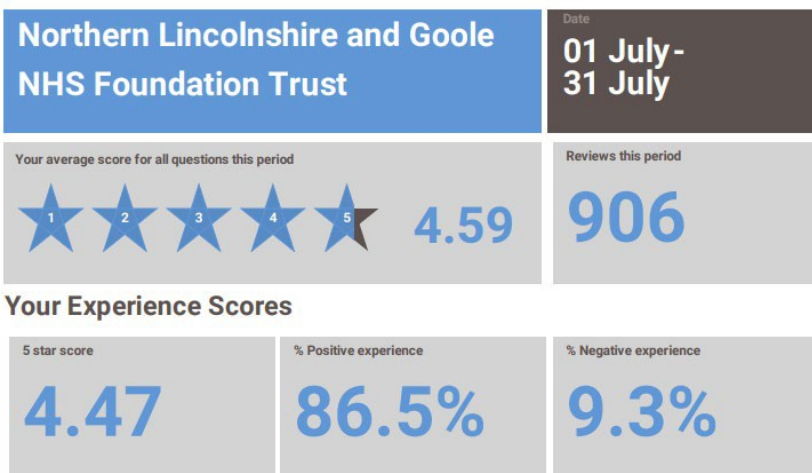 Northern Lincolnshire and Goole
NHS Foundation Trust
Date
01 July-
31 July
Your average score for all questions this period
1 2 3 4 5
4.59
Reviews this period
906
Your Experience Scores
5 star score
4.47
% Positive experience
86.5%
% Negative experience
9.3%